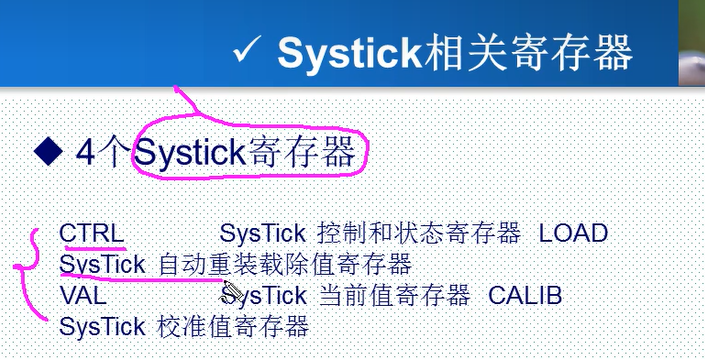 ✓ Systick相关寄存器
◆ 4个Systick寄存器
CTRL SysTick 控制和状态寄存器 LOAD
SysTick 自动重装载除值寄存器
VAL SysTick 当前值寄存器 CALIB
SysTick 校准值寄存器